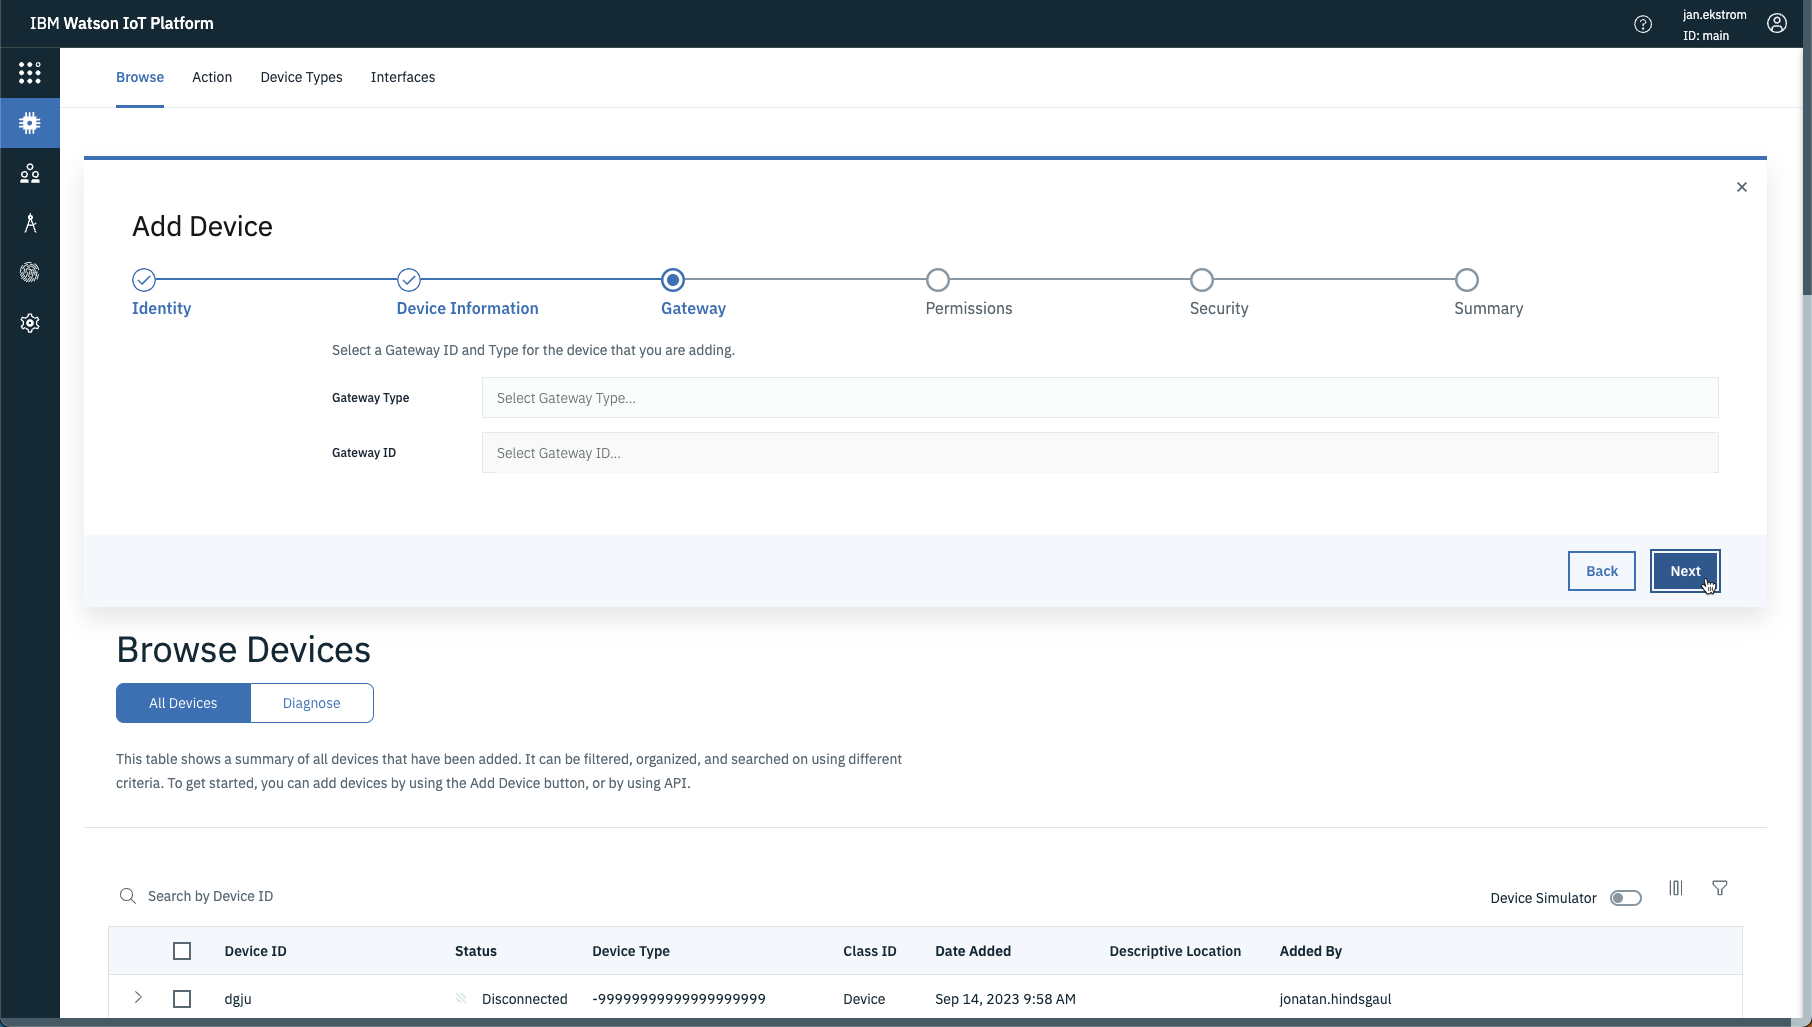 IBM Watson IoT Platform
jan.ekstrom
ID: main
Browse Action Device Types Interfaces
Add Device
Identity Device Information Gateway Permissions Security Summary
Select a Gateway ID and Type for the device that you are adding.
Gateway Type Select Gateway Type...
Gateway ID Select Gateway ID...
Back Next
Browse Devices
All Devices Diagnose
This table shows a summary of all devices that have been added. It can be filtered, organized, and searched on using different
criteria. To get started, you can add devices by using the Add Device button, or by using API.
Search by Device ID Device Simulator
Device ID Status Device Type Class ID Date Added Descriptive Location Added By
dgju Disconnected -99999999999999999999 Device Sep 14, 2023 9:58 AM jonatan.hindsgaul